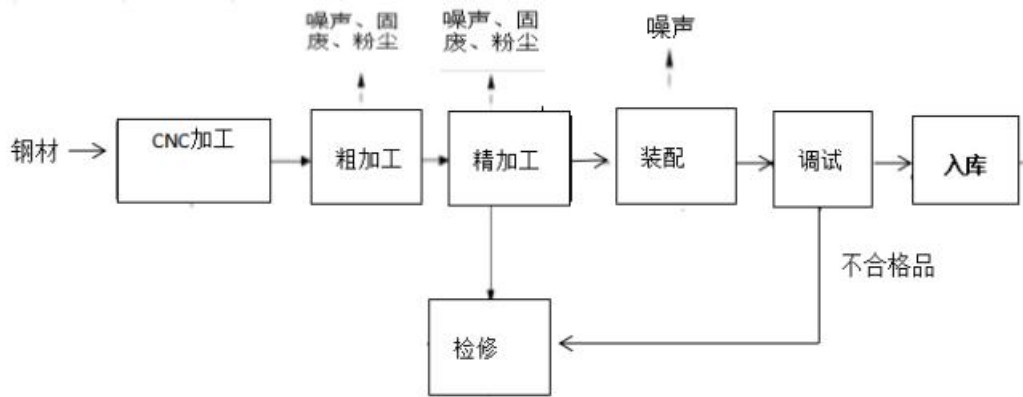 噪声、固
废、粉尘
噪声、固
废、粉尘
噪声
钢材
CNC加工
粗加工
精加工
装配
调试
入库
不合格品
检修